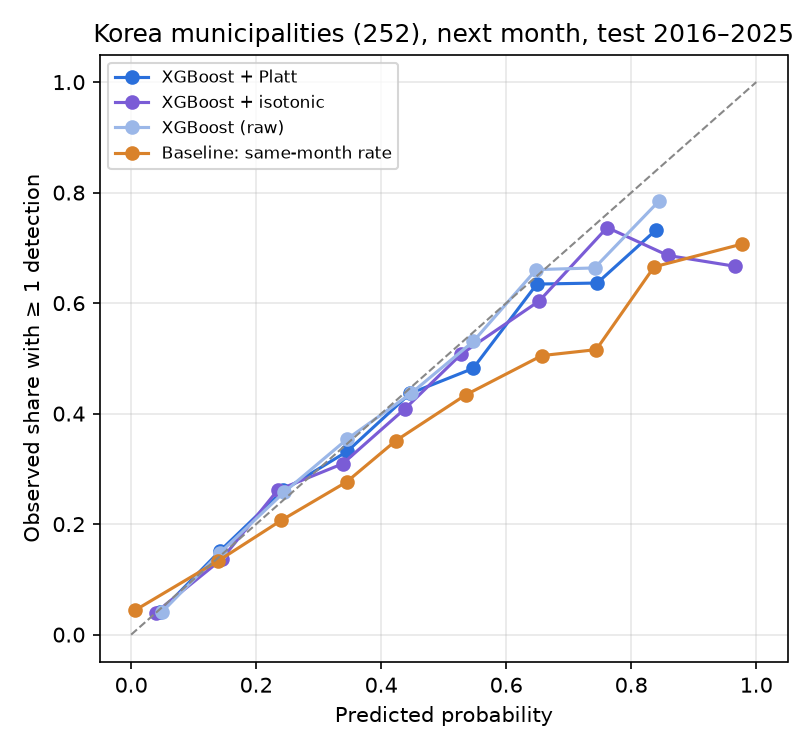 Korea municipalities (252), next month, test 2016–2025
XGBoost + Platt
XGBoost + isotonic
XGBoost (raw)
Baseline: same-month rate
Observed share with ≥ 1 detection
1.0
0.8
0.6
0.4
0.2
0.0
0.0 0.2 0.4 0.6 0.8 1.0
Predicted probability